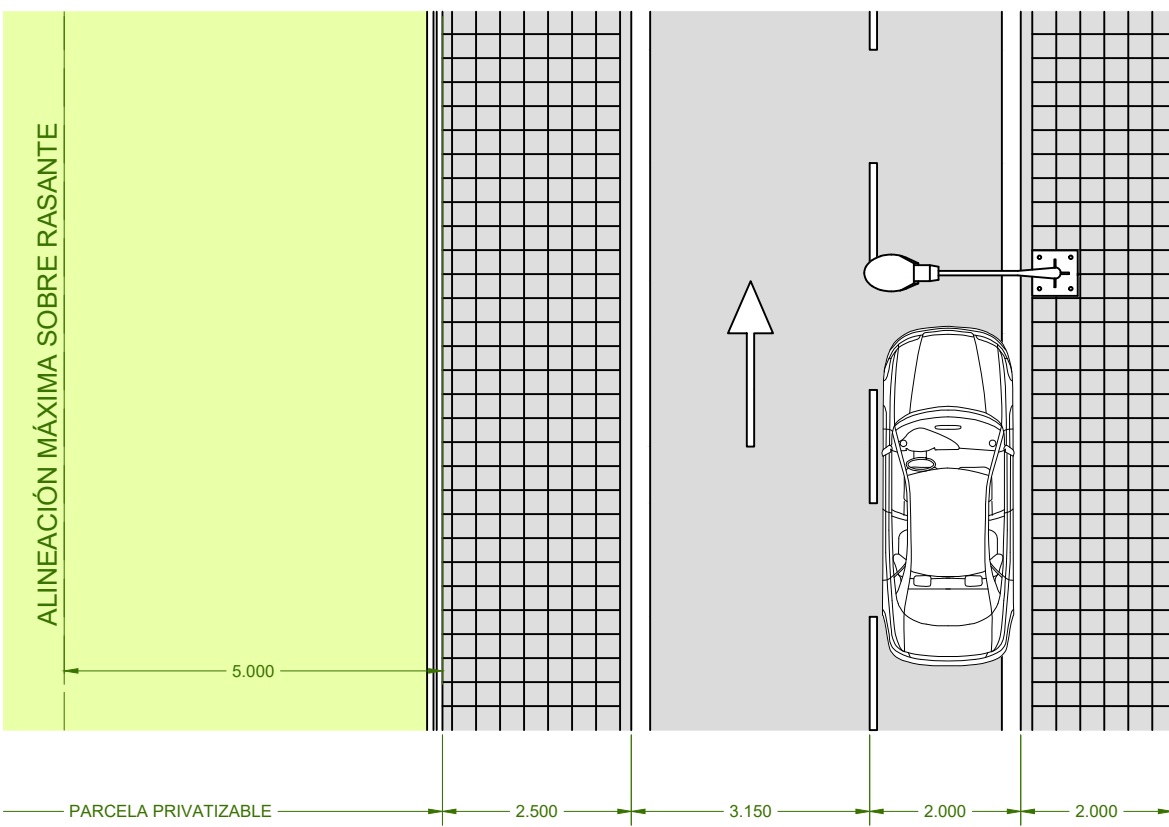 ALINEACIÓN MÁXIMA SOBRE RASANTE
5.000
PARCELA PRIVATIZABLE
2.500
3.150
2.000
2.000